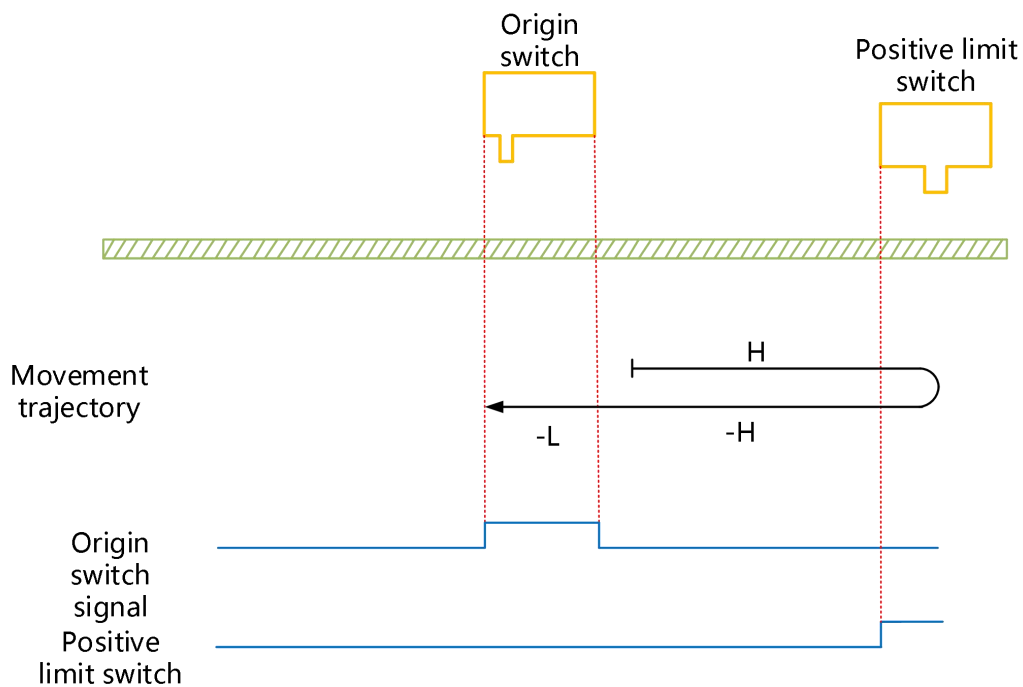 Origin
switch
Positive limit
switch
H
Movement
trajectory
-L
-H
Origin
switch
signal
Positive
limit switch